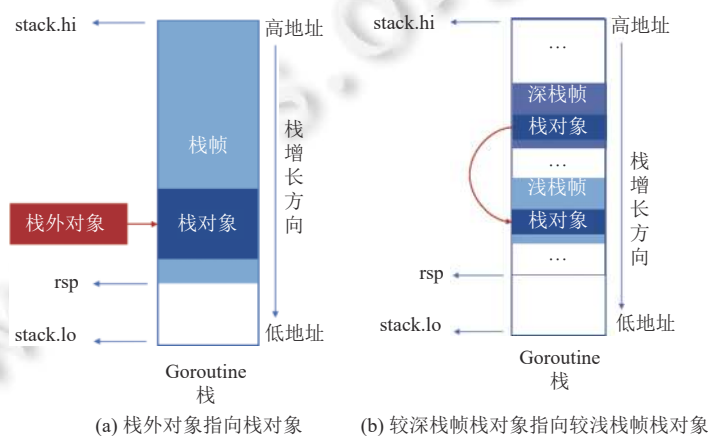 stack.hi
高地址
栈帧
栈增长方向
栈外对象
栈对象
rsp
stack.lo
低地址
Goroutine
栈
(a) 栈外对象指向栈对象
stack.hi
高地址
…
深栈帧
栈对象
…
浅栈帧
栈对象
…
栈增长方向
rsp
stack.lo
低地址
Goroutine
栈
(b) 较深栈帧栈对象指向较浅栈帧栈对象